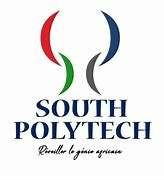 SOUTH
POLYTECH
Réveiller le génie africain